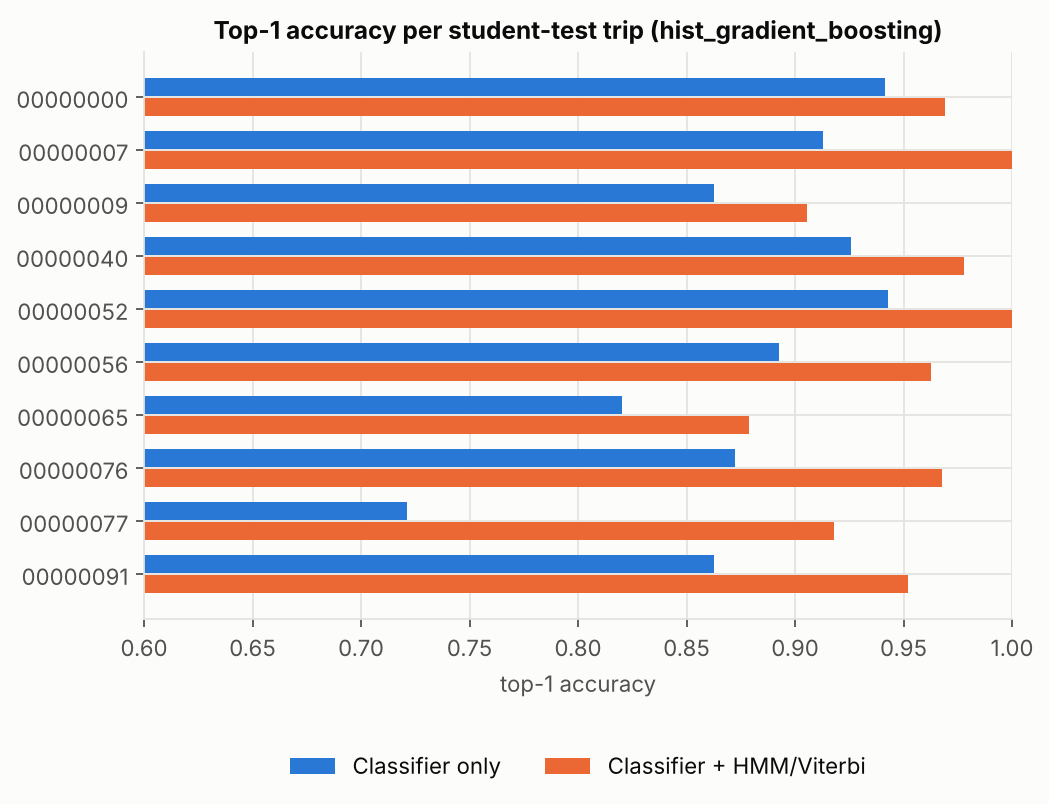 Top-1 accuracy per student-test trip (hist_gradient_boosting)
00000000
00000007
00000009
00000040
00000052
00000056
00000065
00000076
00000077
00000091
0.60 0.65 0.70 0.75 0.80 0.85 0.90 0.95 1.00
top-1 accuracy
Classifier only Classifier + HMM/Viterbi